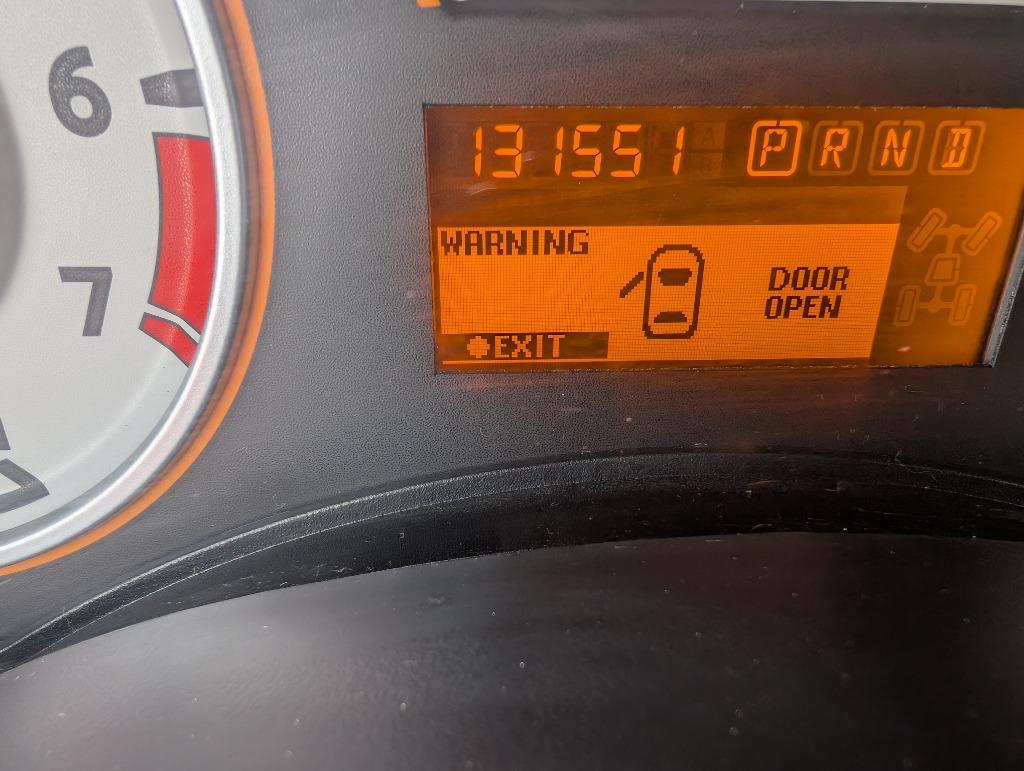 6
7
131551 P R N D
WARNING
DOOR
OPEN
EXIT